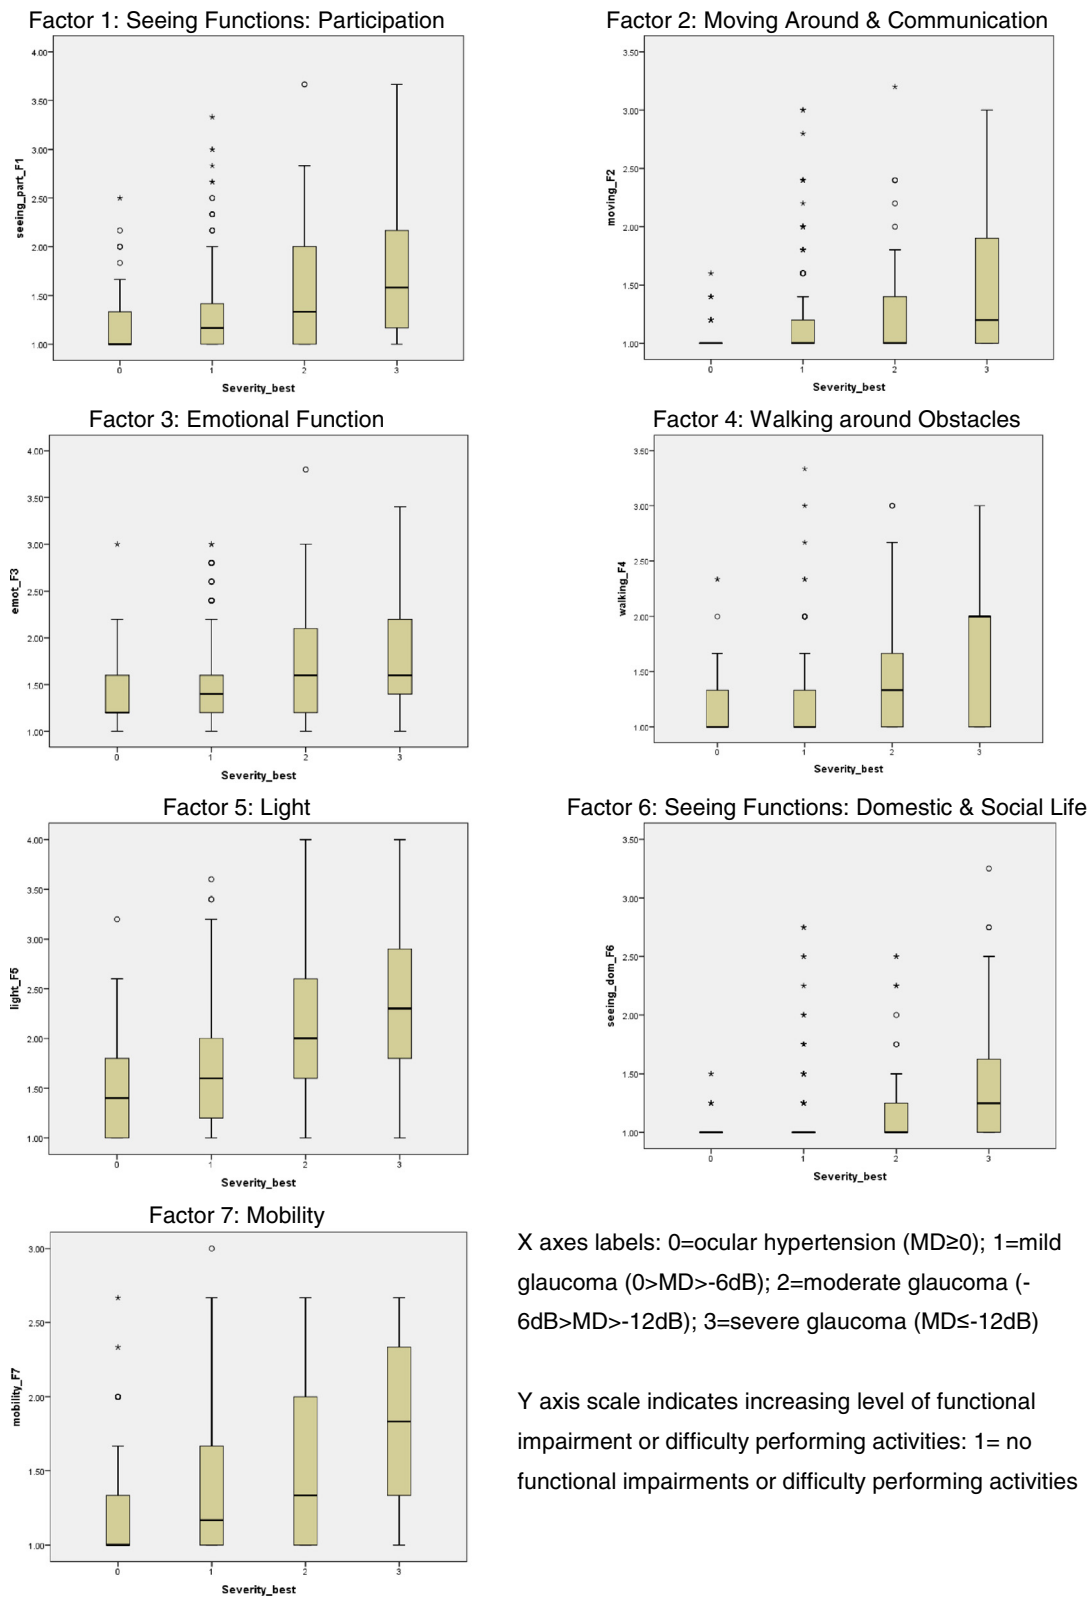 Factor 1: Seeing Functions: Participation
4.00
3.50
3.00
2.50
2.00
1.50
1.00
seeing_part_F1
0 1 2 3
Severity_best
Factor 2: Moving Around & Communication
3.50
3.00
2.50
2.00
1.50
1.00
moving_F2
0 1 2 3
Severity_best
Factor 3: Emotional Function
4.00
3.50
3.00
2.50
2.00
1.50
1.00
emot_F3
0 1 2 3
Severity_best
Factor 4: Walking around Obstacles
3.50
3.00
2.50
2.00
1.50
1.00
walking_F4
0 1 2 3
Severity_best
Factor 5: Light
4.00
3.50
3.00
2.50
2.00
1.50
1.00
light_F5
0 1 2 3
Severity_best
Factor 6: Seeing Functions: Domestic & Social Life
3.50
3.00
2.50
2.00
1.50
1.00
seeing_dom_F6
0 1 2 3
Severity_best
Factor 7: Mobility
3.00
2.50
2.00
1.50
1.00
mobility_F7
0 1 2 3
Severity_best
X axes labels: 0=ocular hypertension (MD≥0); 1=mild
glaucoma (0>MD>-6dB); 2=moderate glaucoma (-
6dB>MD>-12dB); 3=severe glaucoma (MD≤-12dB)
Y axis scale indicates increasing level of functional
impairment or difficulty performing activities: 1= no
functional impairments or difficulty performing activities